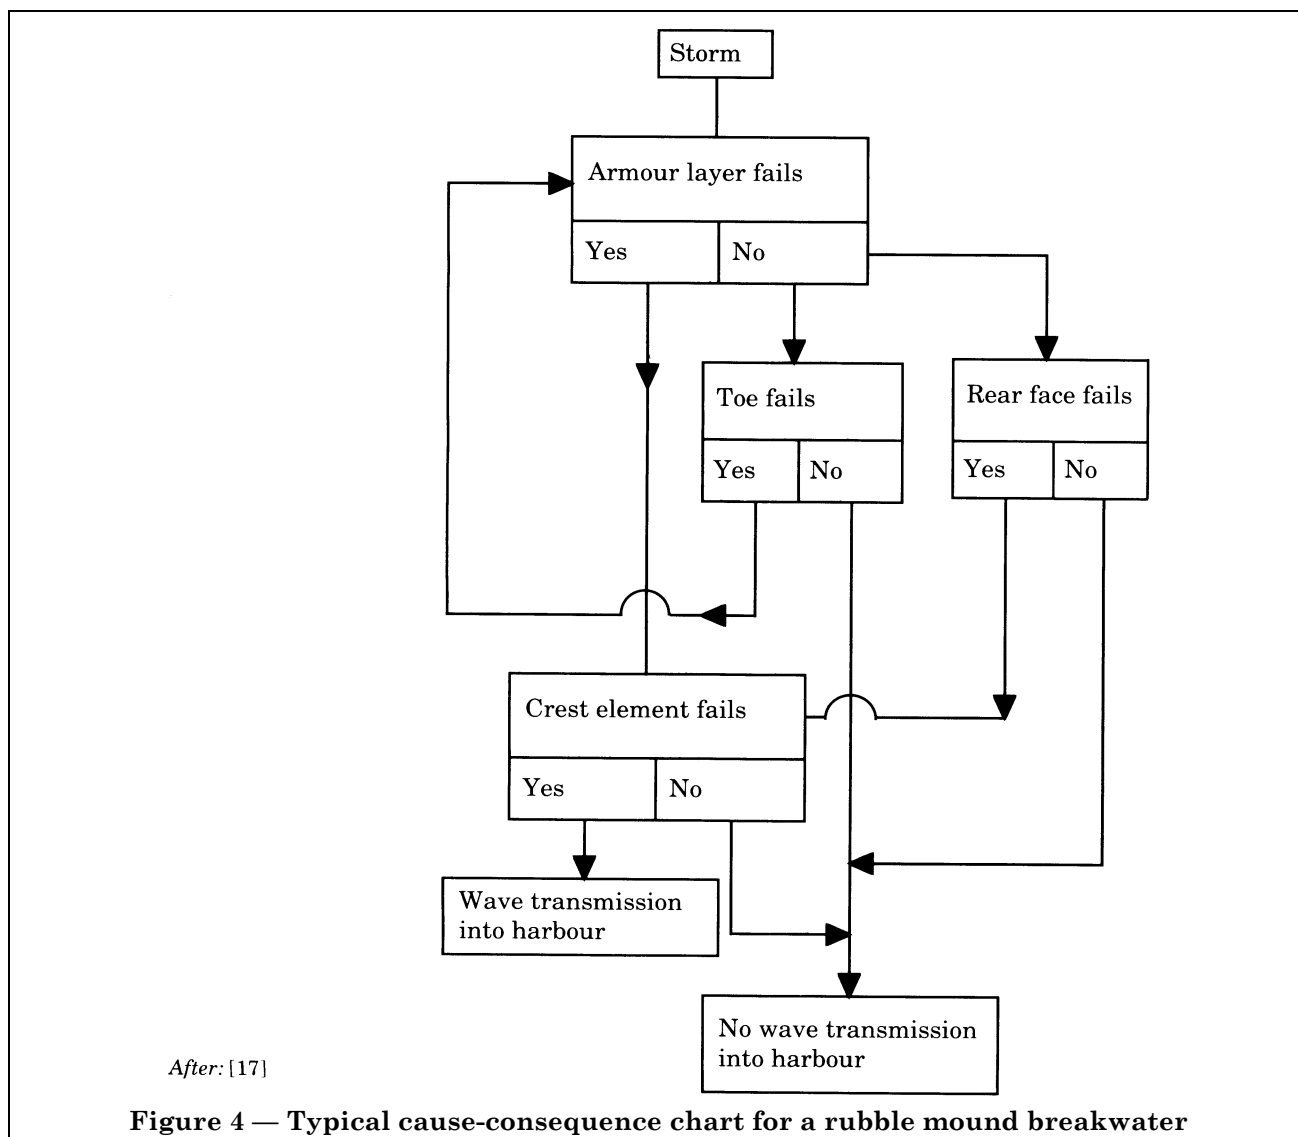 Storm
Armour layer fails
Yes
No
Toe fails
Rear face fails
Yes
No
Yes
No
Crest element fails
Yes
No
Wave transmission
into harbour
No wave transmission
into harbour
After: [17]
Figure 4 — Typical cause-consequence chart for a rubble mound breakwater